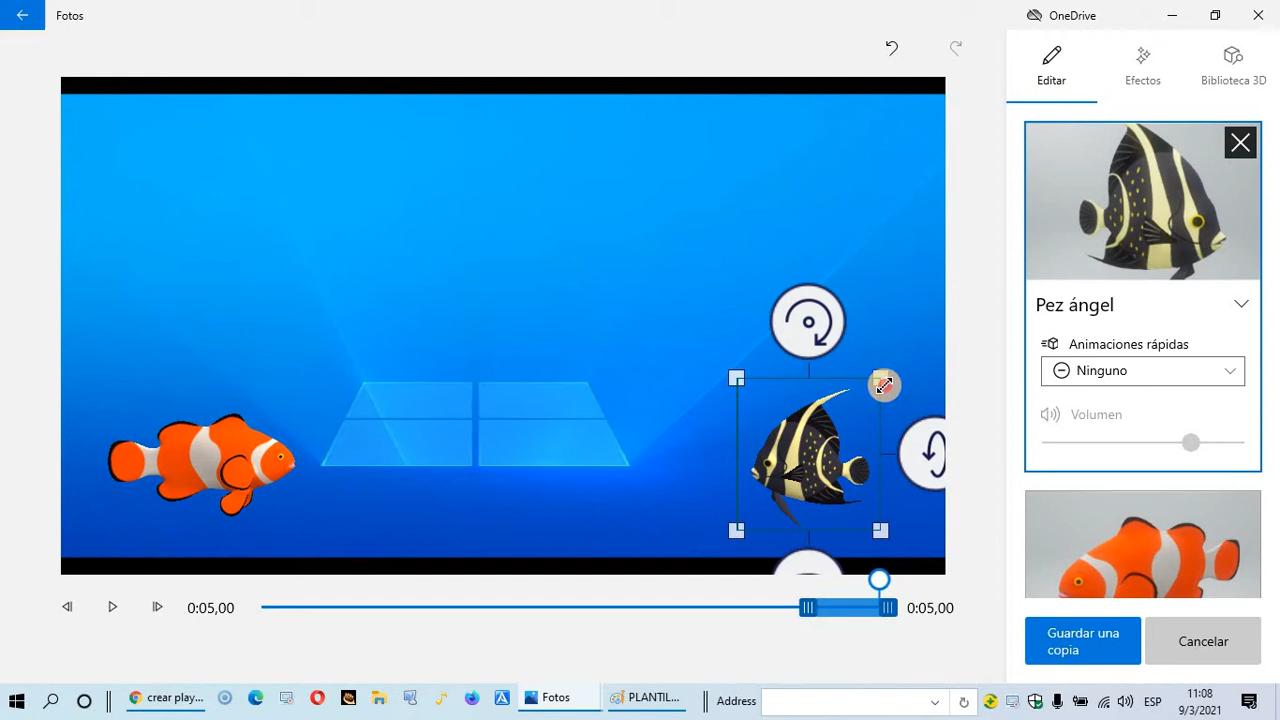 Fotos
OneDrive
Editar
Efectos
Biblioteca 3D
Pez ángel
Animaciones rápidas
Ninguno
Volumen
0:05,00
0:05,00
Guardar una
copia
Cancelar
crear play...
Fotos
PLANTIL...
Address
ESP
11:08
9/3/2021